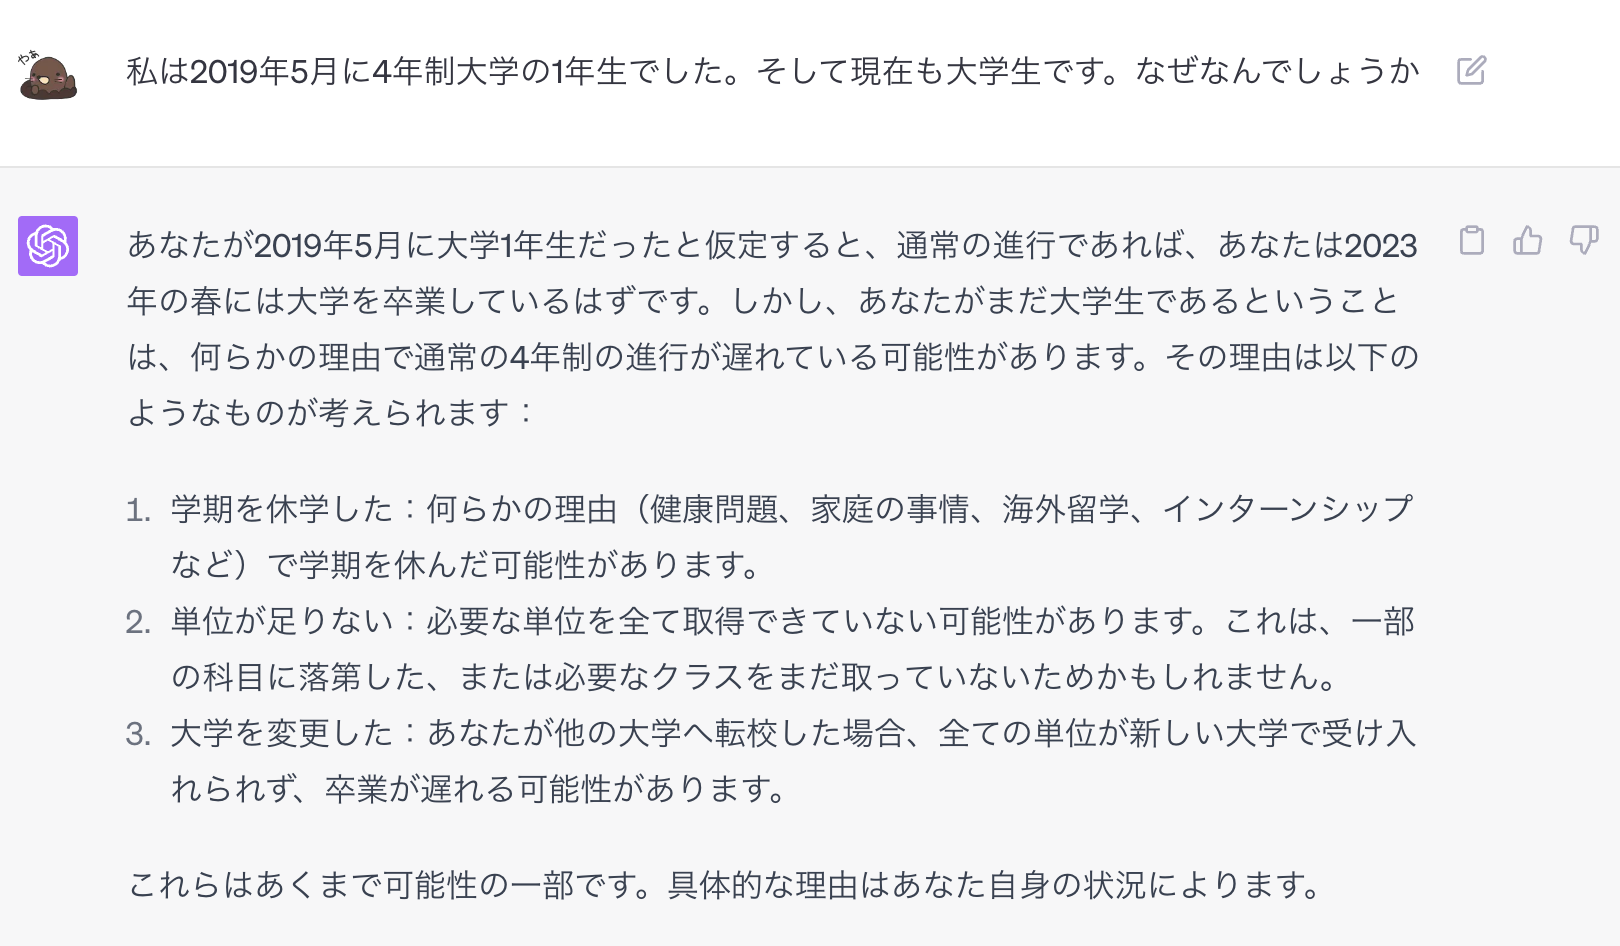 やぁ
私は2019年5月に4年制大学の1年生でした。そして現在も大学生です。なぜなんでしょうか
あなたが2019年5月に大学1年生だったと仮定すると、通常の進行であれば、あなたは2023
年の春には大学を卒業しているはずです。しかし、あなたがまだ大学生であるということ
は、何らかの理由で通常の4年制の進行が遅れている可能性があります。その理由は以下の
ようなものが考えられます：
1. 学期を休学した：何らかの理由（健康問題、家庭の事情、海外留学、インターンシップ
など）で学期を休んだ可能性があります。
2. 単位が足りない：必要な単位を全て取得できていない可能性があります。これは、一部
の科目に落第した、または必要なクラスをまだ取っていないためかもしれません。
3. 大学を変更した：あなたが他の大学へ転校した場合、全ての単位が新しい大学で受け入
れられず、卒業が遅れる可能性があります。
これらはあくまで可能性の一部です。具体的な理由はあなた自身の状況によります。